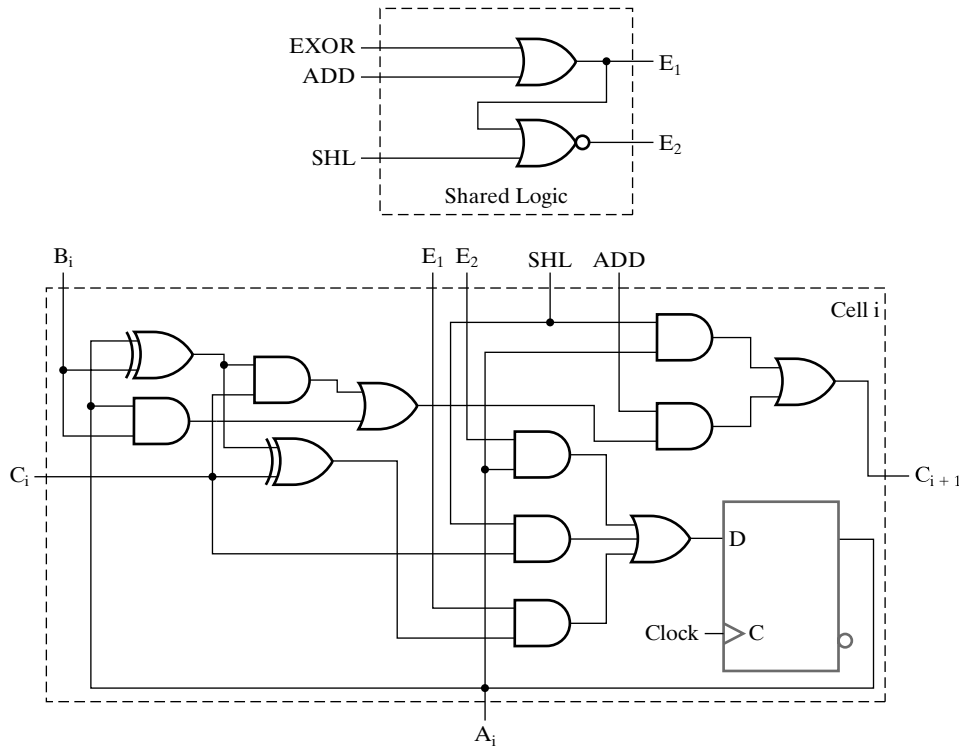 EXOR
ADD
E₁
SHL
E₂
Shared Logic
Bᵢ
E₁ E₂
SHL
ADD
Cell i
Cᵢ
Cᵢ ₊ ₁
D
Clock
C
Aᵢ